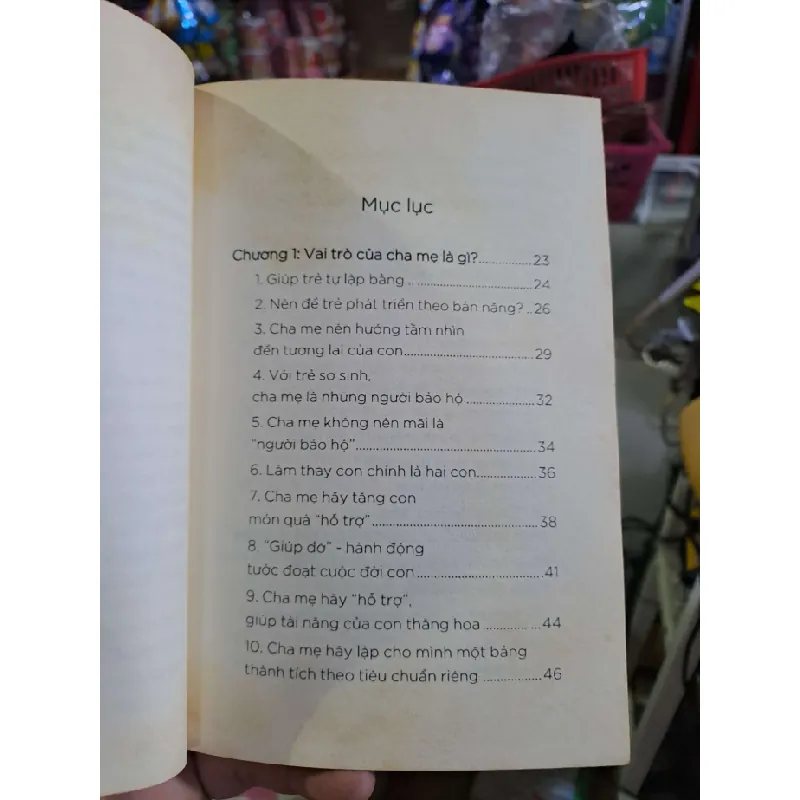 Mục lục
Chương 1: Vai trò của cha mẹ là gì?...............23
1. Giúp trẻ tự lập bằng ...............24
2. Nên để trẻ phát triển theo bản năng? ..26
3. Cha mẹ nên hướng tầm nhìn
đến tương lai của con...............29
4. Với trẻ sơ sinh,
cha mẹ là những người bảo hộ ...............32
5. Cha mẹ không nên mãi là
"người bảo hộ"...............34
6. Làm thay con chính là hại con...............36
7. Cha mẹ hãy tặng con
món quà "hỗ trợ"...............38
8. "Giúp đỡ" - hành động
tước đoạt cuộc đời con ...............41
9. Cha mẹ hãy "hỗ trợ",
giúp tài năng của con thăng hoa ...............44
10. Cha mẹ hãy lập cho mình một bảng
thành tích theo tiêu chuẩn riêng ...............46